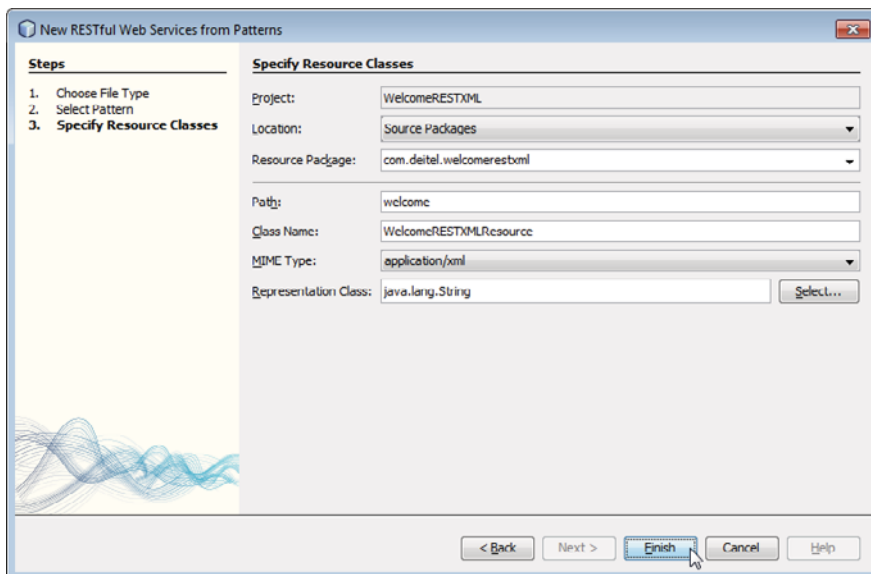 New RESTful Web Services from Patterns
Steps
1. Choose File Type
2. Select Pattern
3. Specify Resource Classes
Specify Resource Classes
Project: WelcomeRESTXML
Location: Source Packages
Resource Package: com.deitel.welcomerestxml
Path: welcome
Class Name: WelcomeRESTXMLResource
MIME Type: application/xml
Representation Class: java.lang.String Select...
< Back Next > Finish Cancel Help